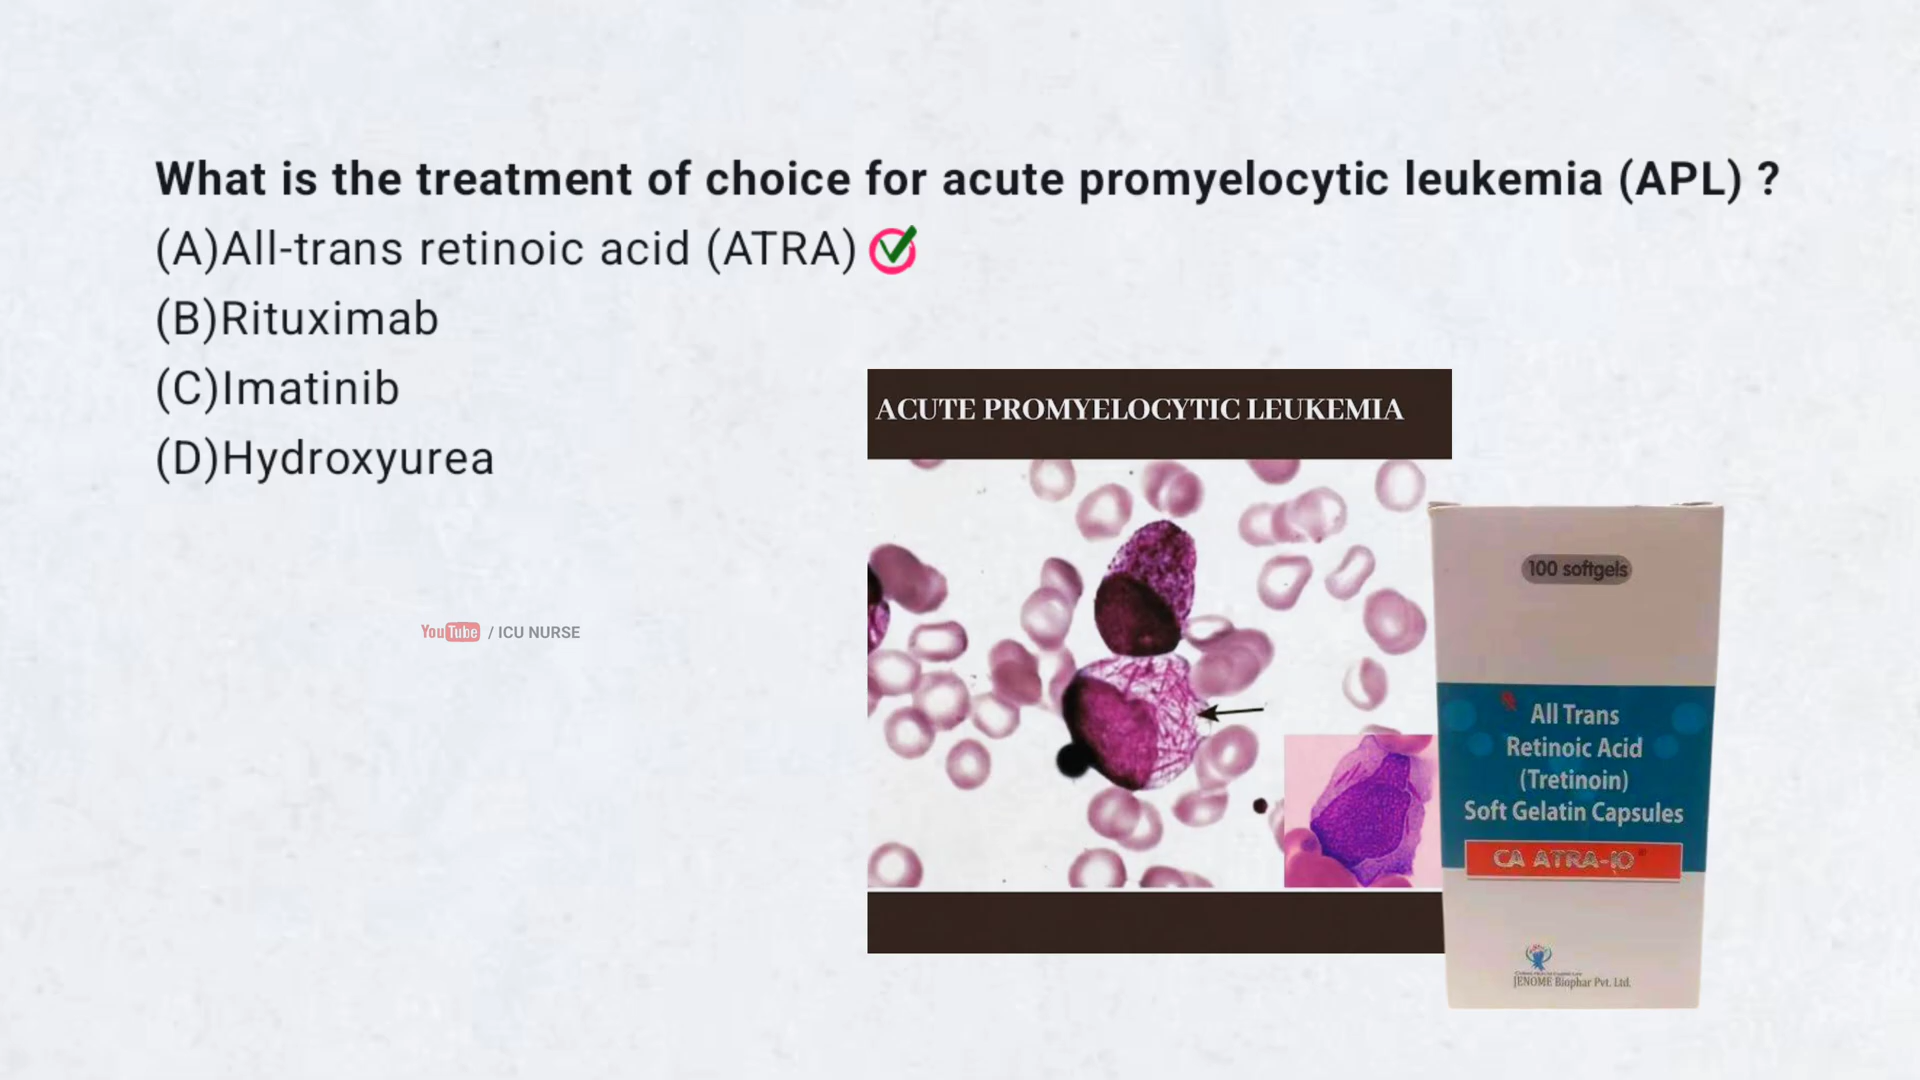 What is the treatment of choice for acute promyelocytic leukemia (APL) ?
(A)All-trans retinoic acid (ATRA)
(B)Rituximab
(C)Imatinib
(D)Hydroxyurea
ACUTE PROMYELOCYTIC LEUKEMIA
100 softgels
All Trans
Retinoic Acid
(Tretinoin)
Soft Gelatin Capsules
CA ATRA-10
JENOME Biophar Pvt. Ltd.
YouTube / ICU NURSE